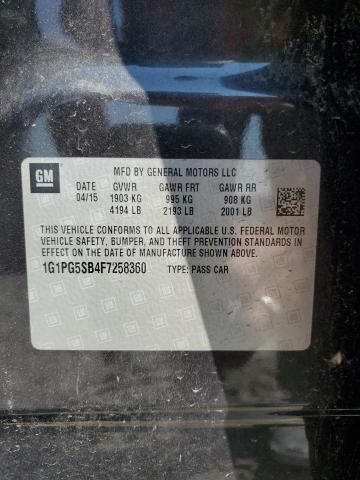 GM
MFD BY GENERAL MOTORS LLC
DATE GVWR GAWR FRT GAWR RR
04/15 1903 KG 995 KG 908 KG
4194 LB 2193 LB 2001 LB
THIS VEHICLE CONFORMS TO ALL APPLICABLE U.S. FEDERAL MOTOR
VEHICLE SAFETY, BUMPER, AND THEFT PREVENTION STANDARDS IN
EFFECT ON THE DATE OF MANUFACTURE SHOWN ABOVE.
1G1PG5SB4F7258360 TYPE: PASS CAR